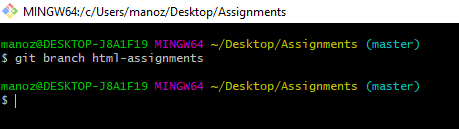 MINGW64:/c/Users/manoz/Desktop/Assignments
manoz@DESKTOP-J8A1F19 MINGW64 ~/Desktop/Assignments (master)
$ git branch html-assignments
manoz@DESKTOP-J8A1F19 MINGW64 ~/Desktop/Assignments (master)
$